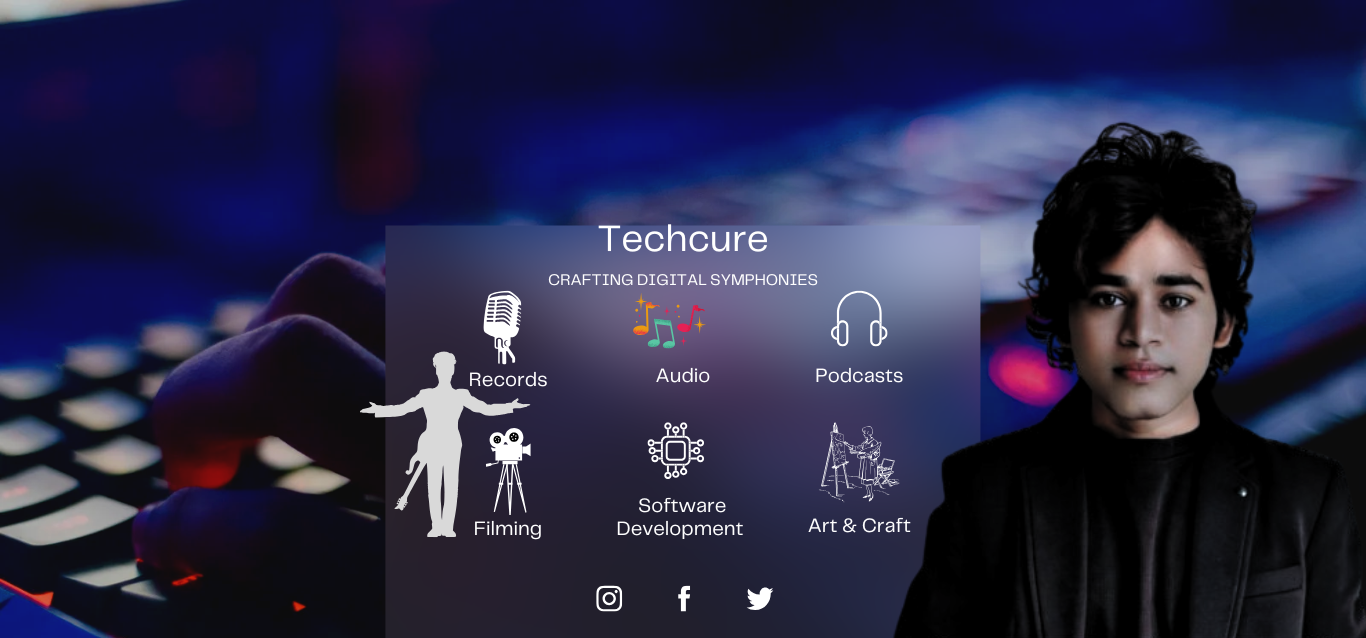 Techcure
CRAFTING DIGITAL SYMPHONIES
Records
Audio
Podcasts
Filming
Software
Development
Art & Craft